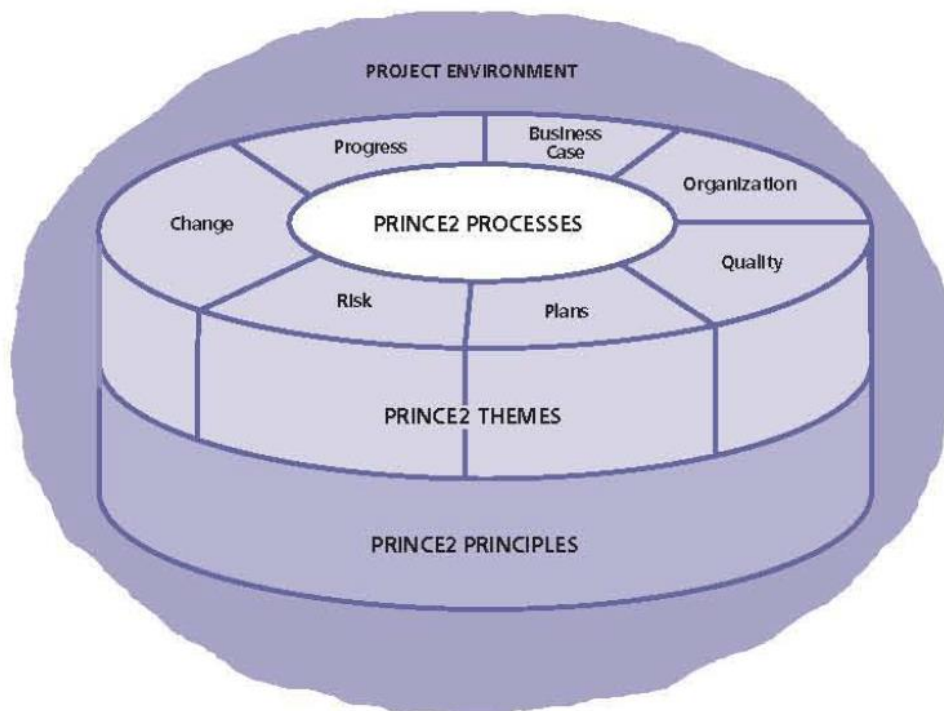 PROJECT ENVIRONMENT
Progress
Business
Case
Organization
Change
PRINCE2 PROCESSES
Quality
Risk
Plans
PRINCE2 THEMES
PRINCE2 PRINCIPLES